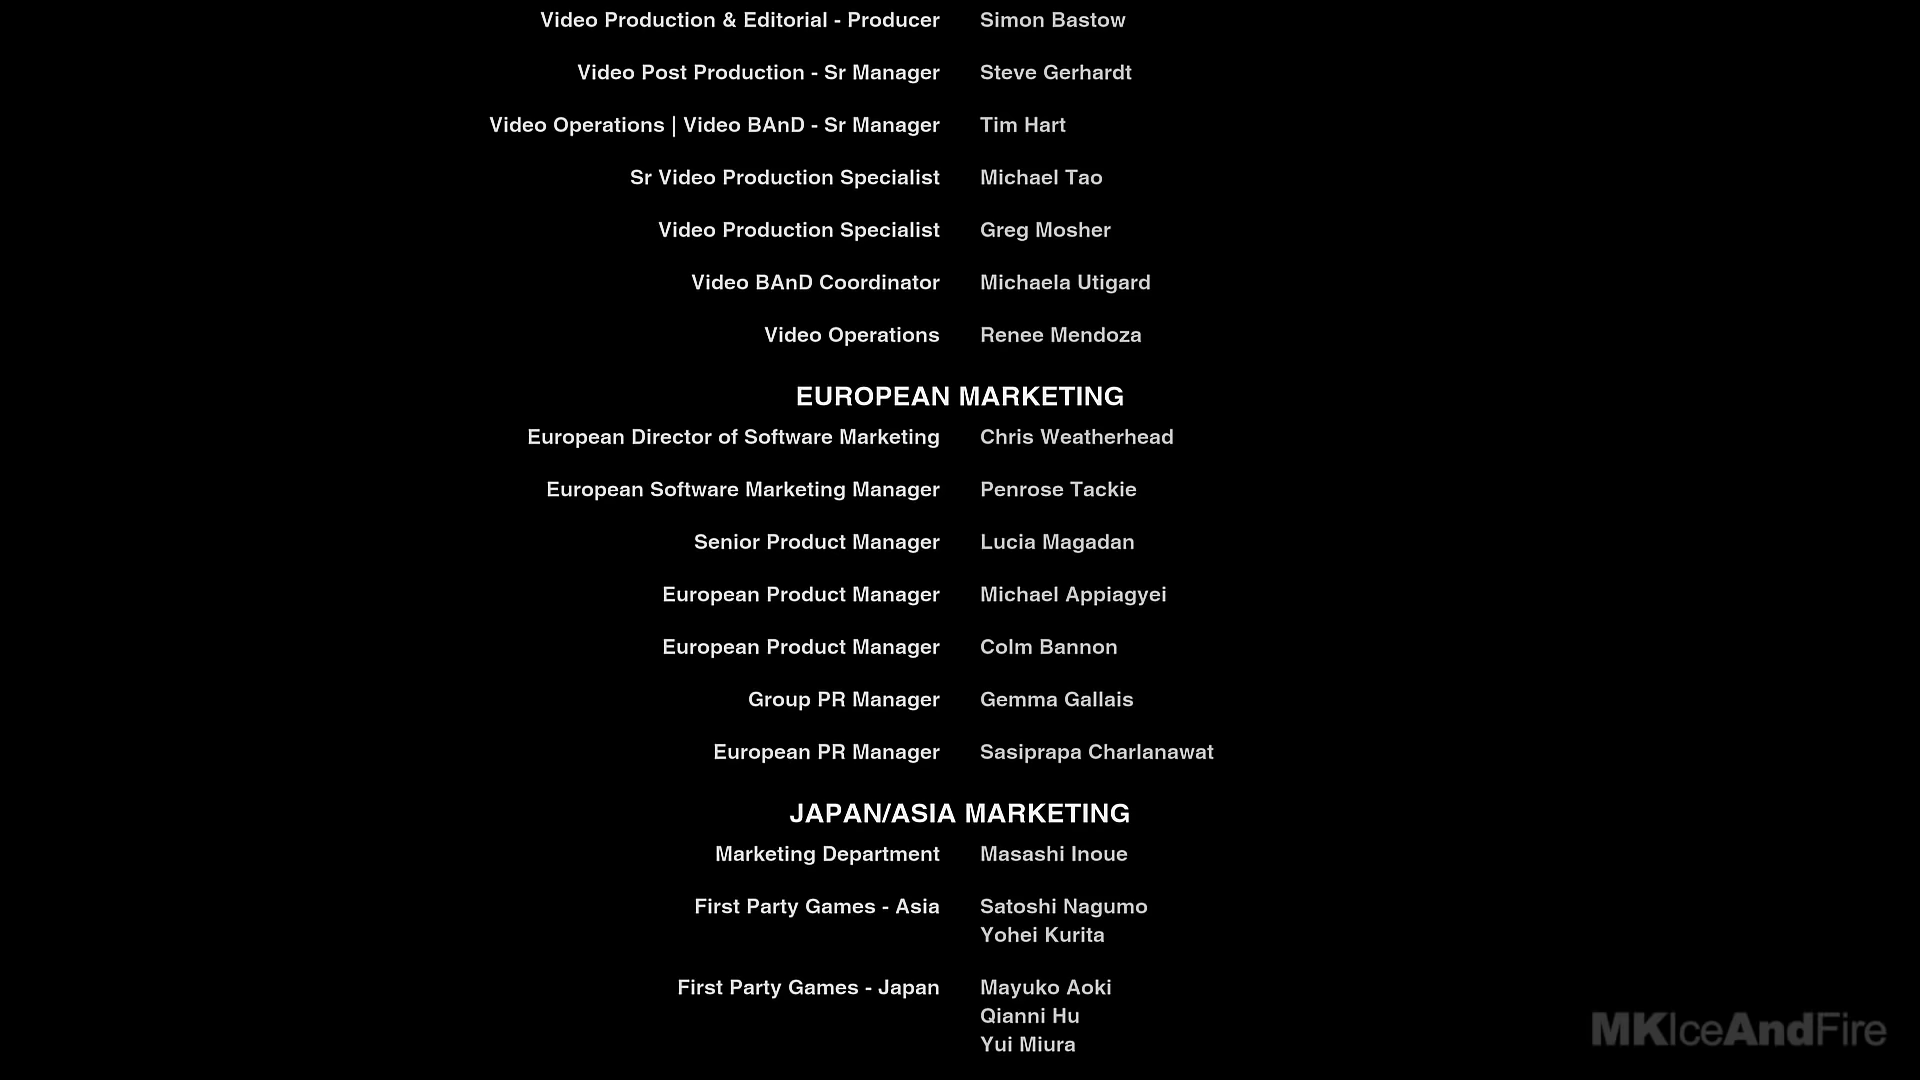 Video Production & Editorial - Producer Simon Bastow
Video Post Production - Sr Manager Steve Gerhardt
Video Operations | Video BAnD - Sr Manager Tim Hart
Sr Video Production Specialist Michael Tao
Video Production Specialist Greg Mosher
Video BAnD Coordinator Michaela Utigard
Video Operations Renee Mendoza
EUROPEAN MARKETING
European Director of Software Marketing Chris Weatherhead
European Software Marketing Manager Penrose Tackie
Senior Product Manager Lucia Magadan
European Product Manager Michael Appiagyei
European Product Manager Colm Bannon
Group PR Manager Gemma Gallais
European PR Manager Sasiprapa Charlanawat
JAPAN/ASIA MARKETING
Marketing Department Masashi Inoue
First Party Games - Asia Satoshi Nagumo
Yohei Kurita
First Party Games - Japan Mayuko Aoki
Qianni Hu
Yui Miura
MKIceAndFire